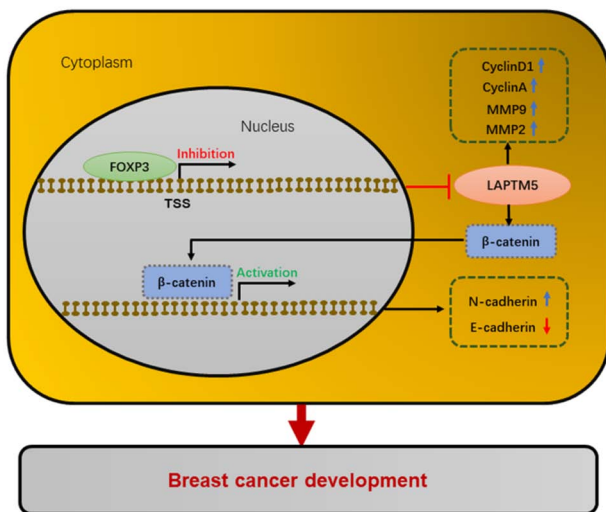 Cytoplasm
CyclinD1
CyclinA
MMP9
MMP2
Nucleus
FOXP3
Inhibition
TSS
LAPTM5
β-catenin
β-catenin
Activation
N-cadherin
E-cadherin
Breast cancer development